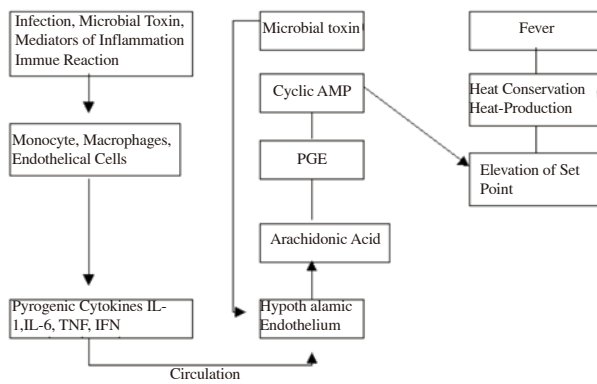 Infection, Microbial Toxin,
Mediators of Inflammation
Immue Reaction
Monocyte, Macrophages,
Endothelical Cells
Pyrogenic Cytokines IL-
1,IL-6, TNF, IFN
Circulation
Microbial toxin
Cyclic AMP
PGE
Arachidonic Acid
Hypoth alamic
Endothelium
Fever
Heat Conservation
Heat-Production
Elevation of Set
Point